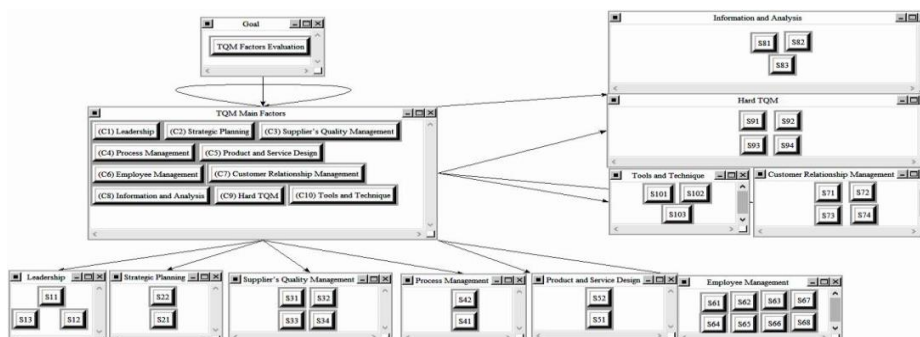 Goal
TQM Factors Evaluation
TQM Main Factors
(C1) Leadership (C2) Strategic Planning (C3) Supplier's Quality Management
(C4) Process Management (C5) Product and Service Design
(C6) Employee Management (C7) Customer Relationship Management
(C8) Information and Analysis (C9) Hard TQM (C10) Tools and Technique
Information and Analysis
S81 S82
S83
Hard TQM
S91 S92
S93 S94
Tools and Technique
S101 S102
S103
Customer Relationship Management
S71 S72
S73 S74
Leadership
S11
S13 S12
Strategic Planning
S22
S21
Supplier's Quality Management
S31 S32
S33 S34
Process Management
S42
S41
Product and Service Design
S52
S51
Employee Management
S61 S62 S63 S67
S64 S65 S66 S68